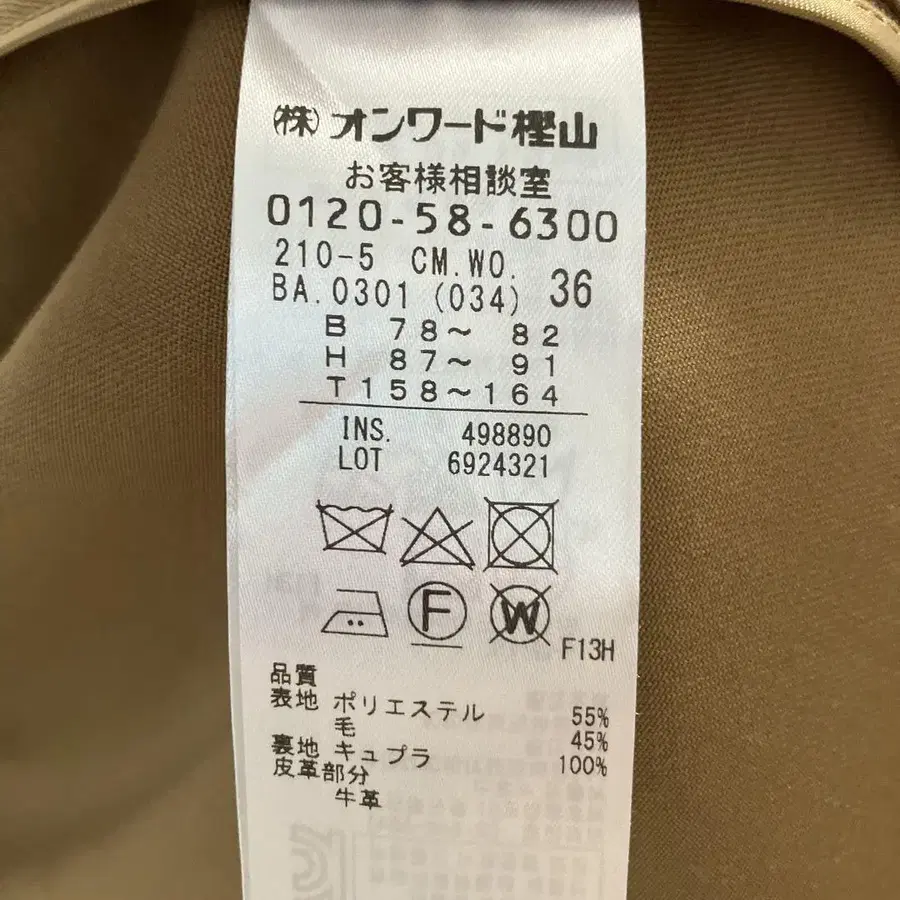 ㈱オンワード樫山
お客様相談室
0120-58-6300
210-5 CM.WO.
BA.0301 (034) 36
B 78～ 82
H 87～ 91
T158～164
INS. 498890
LOT 6924321
F
W
F13H
品質
表地 ポリエステル 55%
毛 45%
裏地 キュプラ 100%
皮革部分
牛革